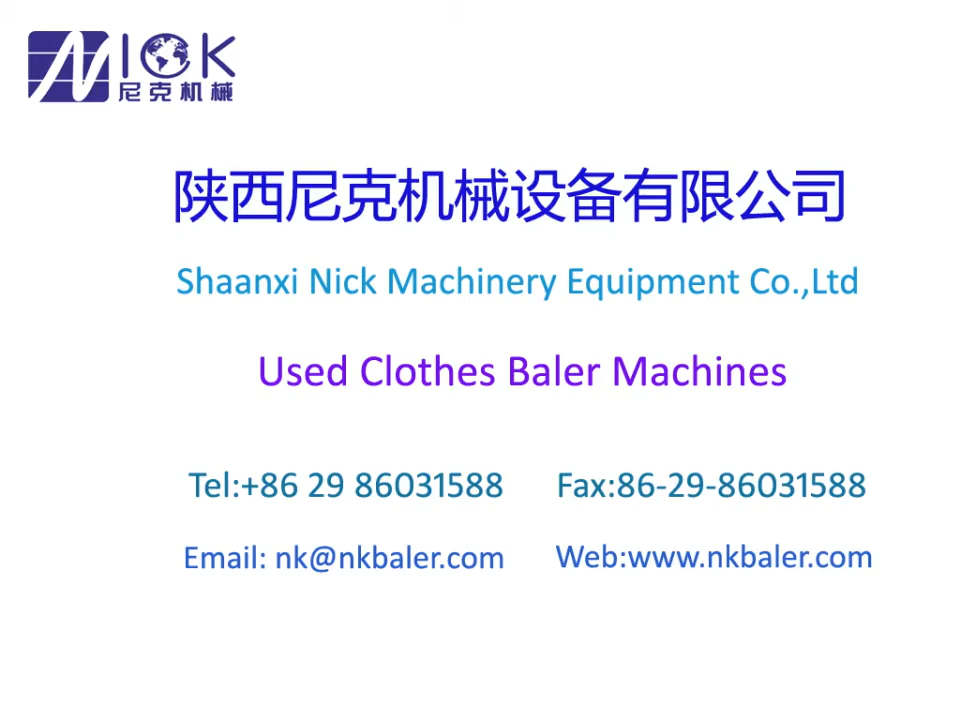 NICK
尼克机械
陕西尼克机械设备有限公司
Shaanxi Nick Machinery Equipment Co.,Ltd
Used Clothes Baler Machines
Tel:+86 29 86031588 Fax:86-29-86031588
Email: nk@nkbaler.com Web:www.nkbaler.com